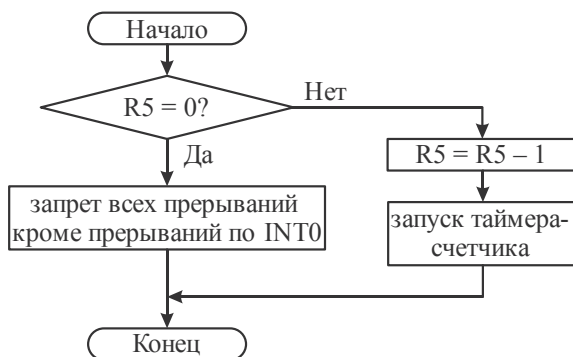 Начало
R5 = 0?
Нет
Да
R5 = R5 – 1
запрет всех прерываний
кроме прерываний по INT0
запуск таймера-
счетчика
Конец